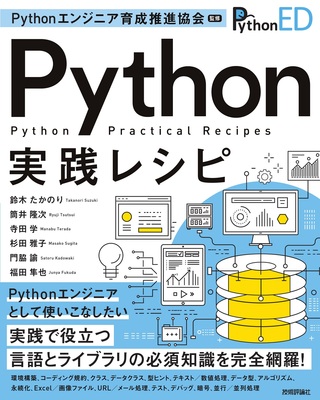 Pythonエンジニア育成推進協会 監修
PythonED
Python
Python Practical Recipes
実践レシピ
鈴木 たかのり Takanori Suzuki
筒井 隆次 Ryuji Tsutsui
寺田 学 Manabu Terada
杉田 雅子 Masako Sugita
門脇 諭 Satoru Kadowaki
福田 隼也 Junya Fukuda
Pythonエンジニア
として使いこなしたい
実践で役立つ
言語とライブラリの必須知識を完全網羅!
環境構築、コーディング規約、クラス、データクラス、型ヒント、テキスト/数値処理、データ型、アルゴリズム、
永続化、Excel/画像ファイル、URL/メール処理、テスト、デバッグ、暗号、並行/並列処理
技術評論社